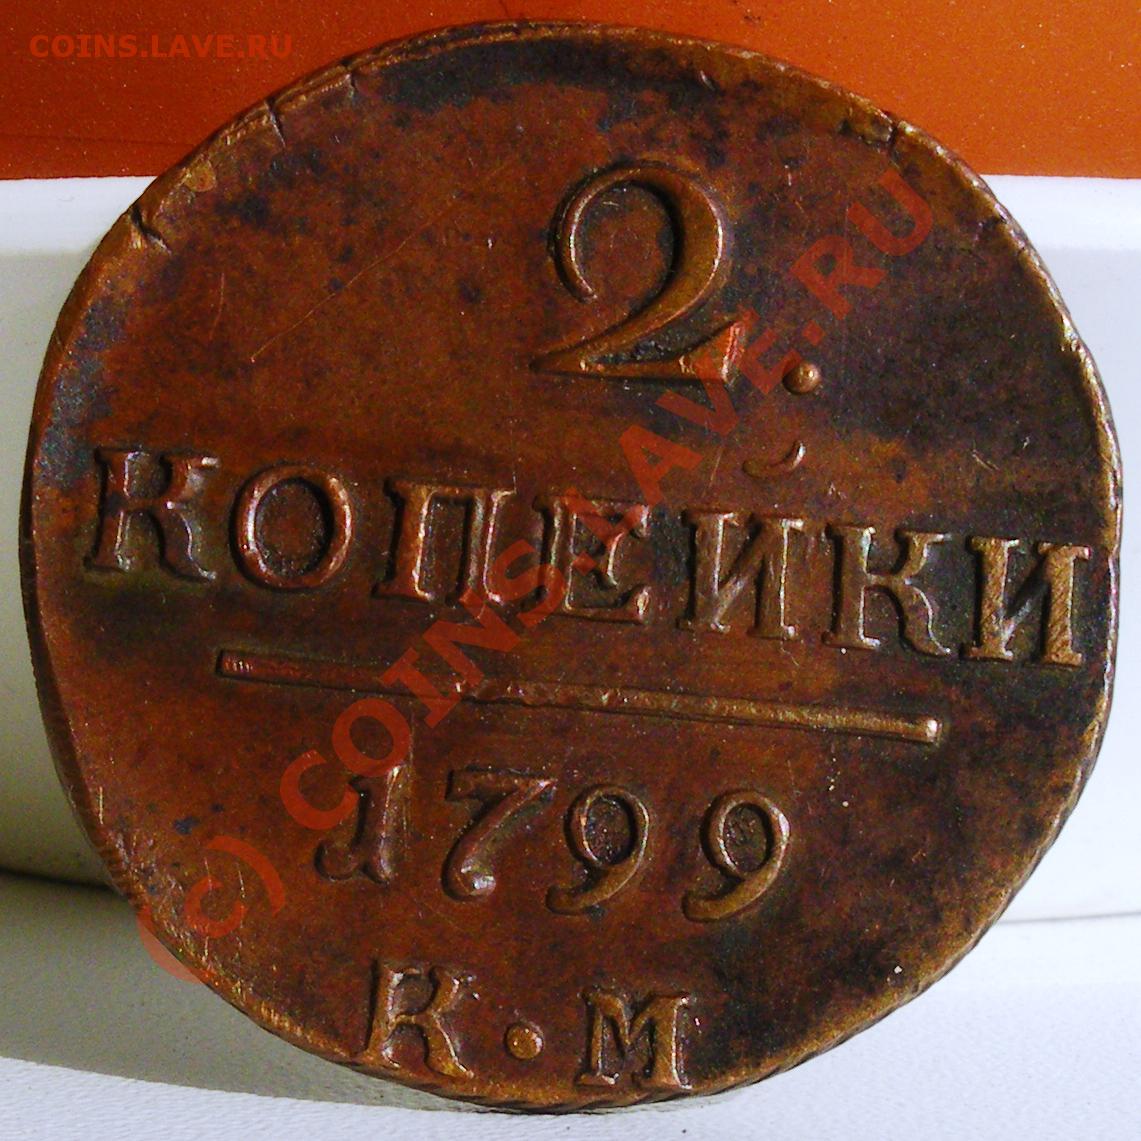 COINS.LAVE.RU
2.
КОПЕЙКИ
1799
К·М
(c) COINS.LAVE.RU